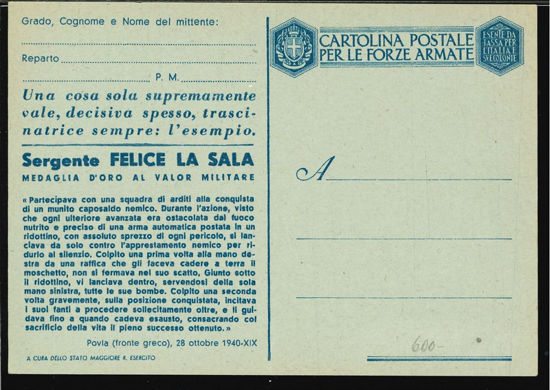 Grado, Cognome e Nome del mittente:
Reparto
P. M.
Una cosa sola supremamente
vale, decisiva spesso, trasci-
natrice sempre: l'esempio.
Sergente FELICE LA SALA
MEDAGLIA D'ORO AL VALOR MILITARE
« Partecipava con una squadra di arditi alla conquista
di un munito caposaldo nemico. Durante l'azione, visto
che ogni ulteriore avanzata era ostacolata dal fuoco
nutrito e preciso di una arma automatica postata in un
ridottino, con assoluto sprezzo di ogni pericolo, si lan-
ciava da solo contro l'apprestamento nemico per ri-
durlo al silenzio. Colpito una prima volta alla mano de-
stra da una raffica che gli faceva cadere a terra il
moschetto, non si fermava nel suo scatto, Giunto sotto
il ridottino, vi lanciava dentro, servendosi della sola
mano sinistra, tutte le sue bombe. Colpito una seconda
volta gravemente, sulla posizione conquistata, incitava
i suoi fanti a procedere sollecitamente oltre, e li gui-
dava fino a quando cadeva esausto, consacrando col
sacrificio della vita il pieno successo ottenuto. »
Povla (fronte greco), 28 ottobre 1940-XIX
A CURA DELLO STATO MAGGIORE R. ESERCITO
CARTOLINA POSTALE
PER LE FORZE ARMATE
ESENTE DA
TASSA PER
L'ITALIA E
SUE COLONIE
A
600-